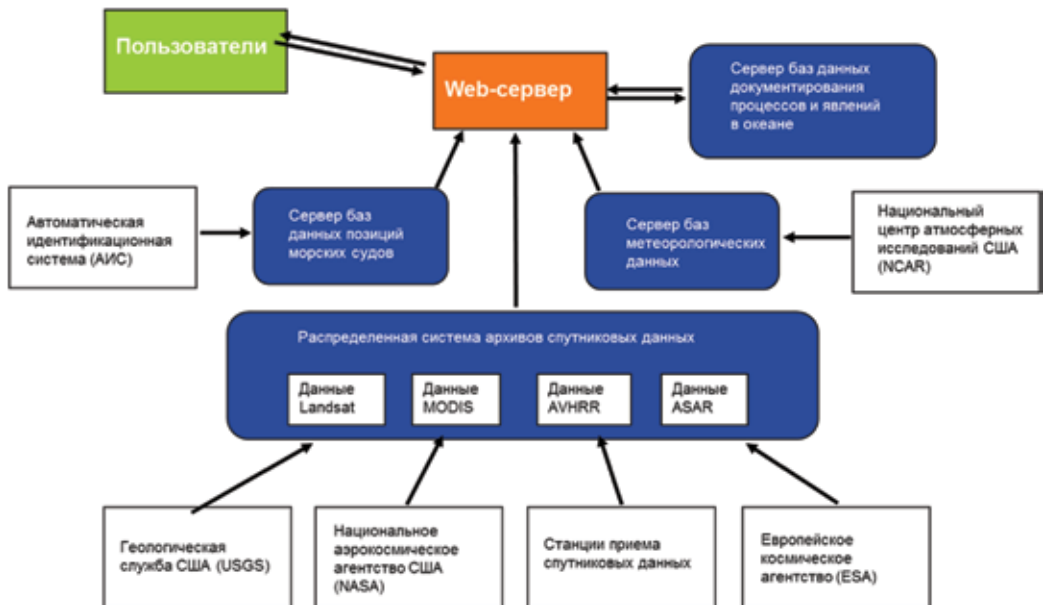 Пользователи
Web-сервер
Сервер баз данных
документирования
процессов и явлений
в океане
Автоматическая
идентификационная
система (АИС)
Сервер баз
данных позиций
морских судов
Сервер баз
метеорологических
данных
Национальный
центр атмосферных
исследований США
(NCAR)
Распределенная система архивов спутниковых данных
Данные
Landsat
Данные
MODIS
Данные
AVHRR
Данные
ASAR
Геологическая
служба США (USGS)
Национальное
аэрокосмическое
агентство США
(NASA)
Станции приема
спутниковых данных
Европейское
космическое
агентство (ESA)